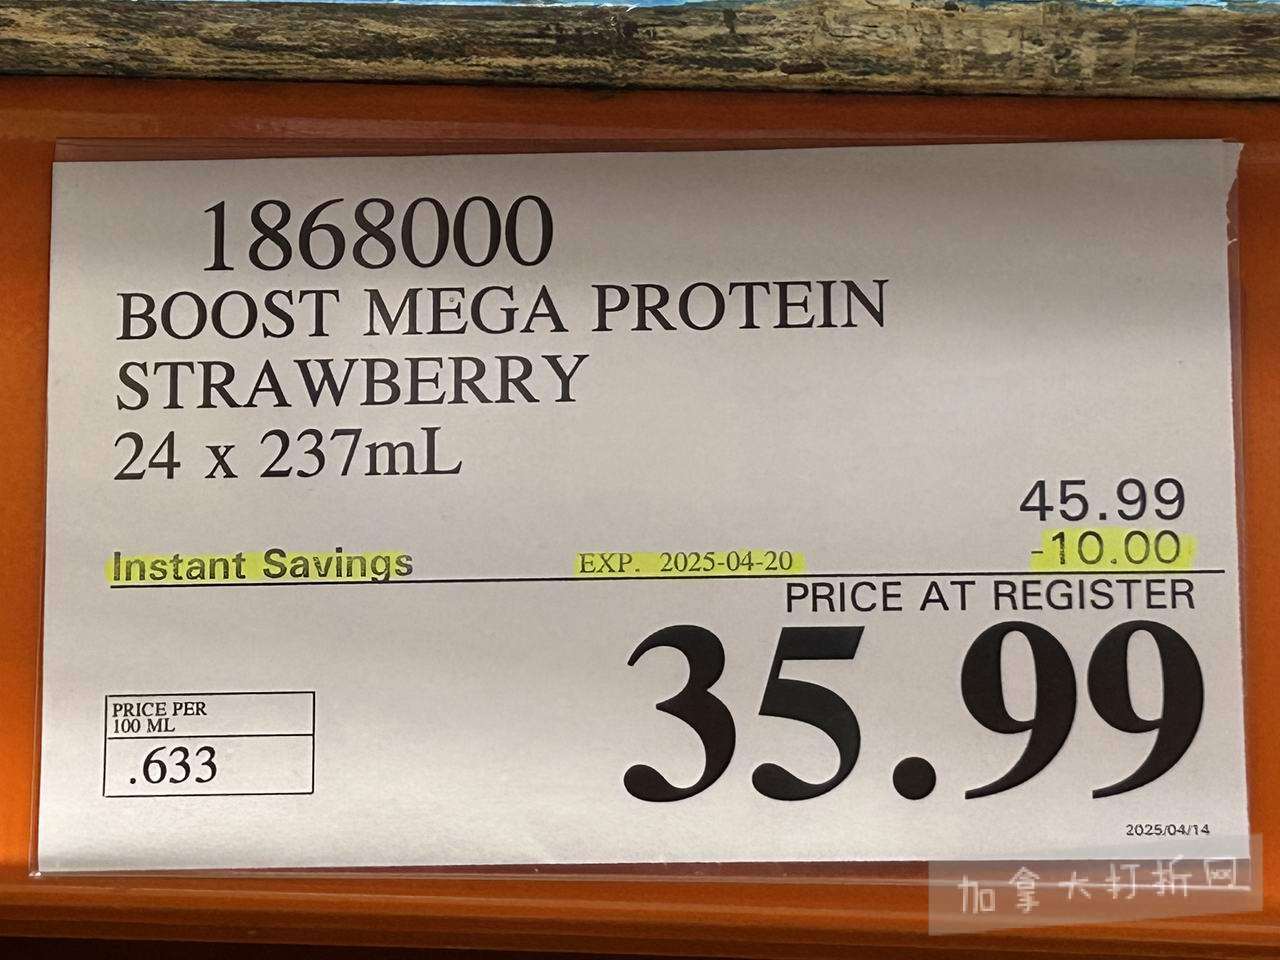 1868000
BOOST MEGA PROTEIN
STRAWBERRY
24 x 237mL
45.99
Instant Savings EXP. 2025-04-20 -10.00
PRICE AT REGISTER
35.99
PRICE PER
100 ML
.633
2025/04/14
加拿大打折网